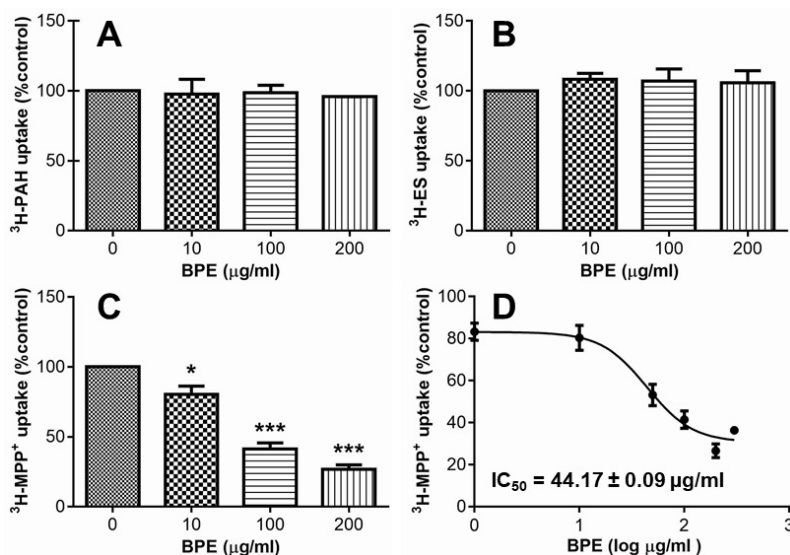 A
³H-PAH uptake (%control)
150
100
50
0
0 10 100 200
BPE (µg/ml)
B
³H-ES uptake (%control)
150
100
50
0
0 10 100 200
BPE (µg/ml)
C
³H-MPP⁺ uptake (%control)
150
100
50
0
*
***
***
0 10 100 200
BPE (µg/ml)
D
³H-MPP⁺ uptake (%control)
100
80
60
40
20
0
IC₅₀ = 44.17 ± 0.09 µg/ml
0 1 2 3
BPE (log µg/ml )